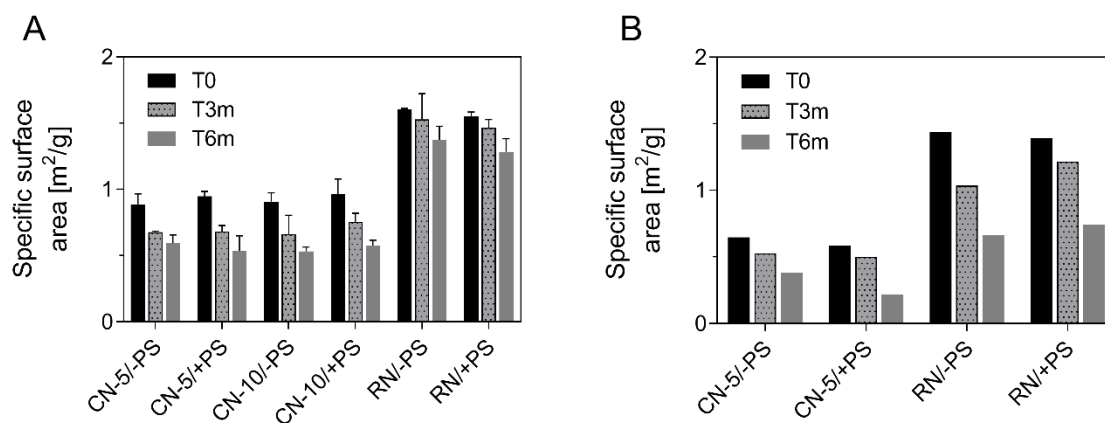 A
Specific surface
area [m²/g]
2
1
0
T0
T3m
T6m
CN-5/-PS
CN-5/+PS
CN-10/-PS
CN-10/+PS
RN/-PS
RN/+PS
B
Specific surface
area [m²/g]
2
1
0
T0
T3m
T6m
CN-5/-PS
CN-5/+PS
RN/-PS
RN/+PS